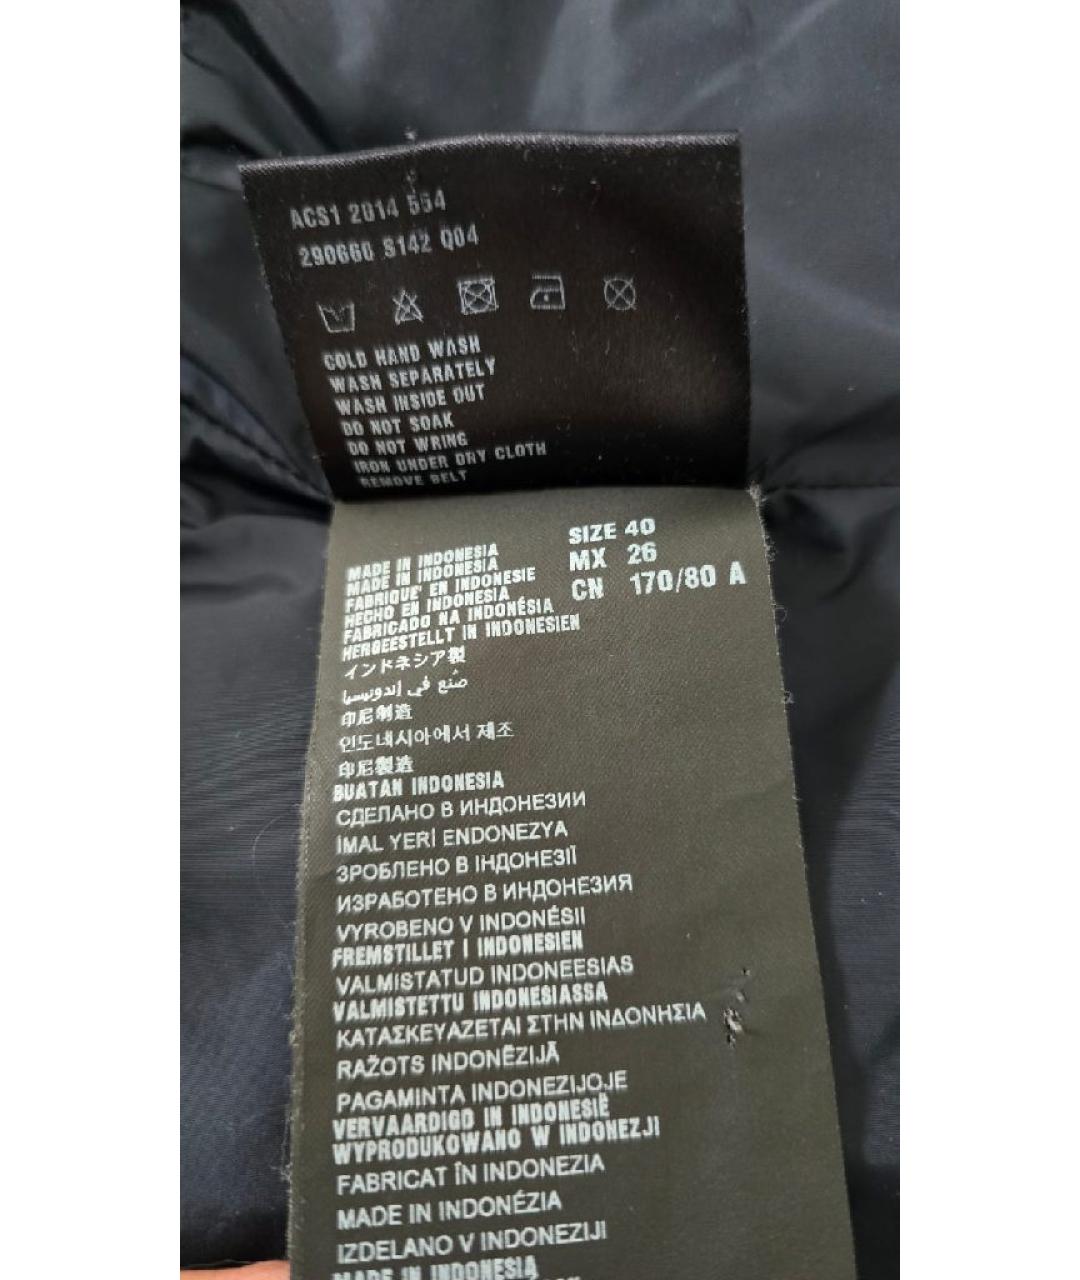 ACS1 2014 554
290660 S142 Q04
COLD HAND WASH
WASH SEPARATELY
WASH INSIDE OUT
DO NOT SOAK
DO NOT WRING
IRON UNDER DRY CLOTH
REMOVE BELT
SIZE 40
MX 26
CN 170/80 A
MADE IN INDONESIA
MADE IN INDONESIA
FABRIQUE' EN INDONESIE
HECHO EN INDONESIA
FABRICADO NA INDONÉSIA
HERGEESTELLT IN INDONESIEN
インドネシア製
صنع في إندونيسيا
印尼制造
인도네시아에서 제조
印尼製造
BUATAN INDONESIA
СДЕЛАНО В ИНДОНЕЗИИ
İMAL YERİ ENDONEZYA
ЗРОБЛЕНО В ІНДОНЕЗІЇ
ИЗРАБОТЕНО В ИНДОНЕЗИЯ
VYROBENO V INDONÉSII
FREMSTILLET I INDONESIEN
VALMISTATUD INDONEESIAS
VALMISTETTU INDONESIASSA
ΚΑΤΑΣΚΕΥΑΖΕΤΑΙ ΣΤΗΝ ΙΝΔΟΝΗΣΙΑ
RAŽOTS INDONĒZIJĀ
PAGAMINTA INDONEZIJOJE
VERVAARDIGD IN INDONESIË
WYPRODUKOWANO W INDONEZJI
FABRICAT ÎN INDONEZIA
MADE IN INDONÉZIA
IZDELANO V INDONEZIJI
MADE IN INDONESIA